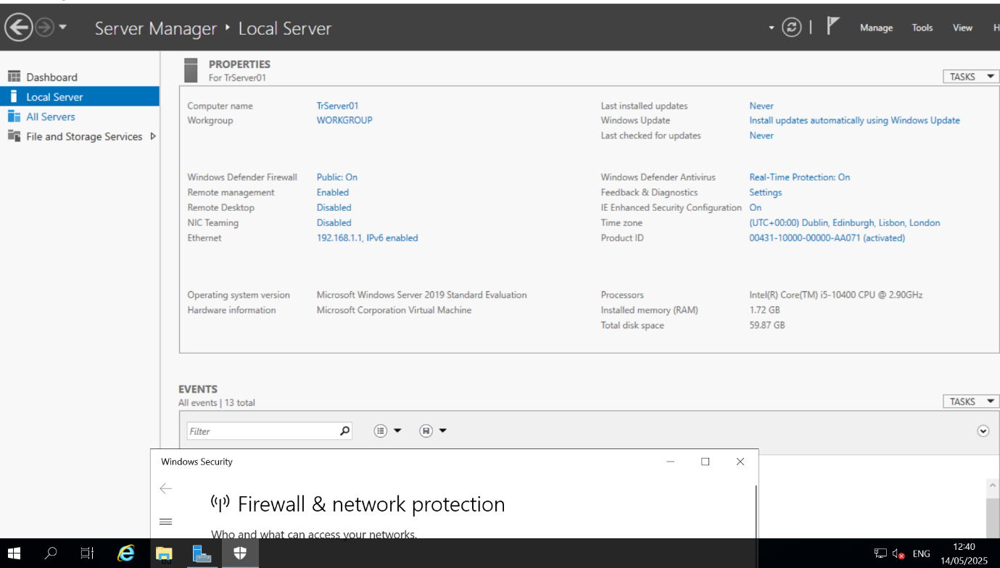 Server Manager ‣ Local Server
Manage Tools View H
Dashboard
Local Server
All Servers
File and Storage Services
PROPERTIES
For TrServer01
TASKS
Computer name TrServer01
Workgroup WORKGROUP
Last installed updates Never
Windows Update Install updates automatically using Windows Update
Last checked for updates Never
Windows Defender Firewall Public: On
Remote management Enabled
Remote Desktop Disabled
NIC Teaming Disabled
Ethernet 192.168.1.1, IPv6 enabled
Windows Defender Antivirus Real-Time Protection: On
Feedback & Diagnostics Settings
IE Enhanced Security Configuration On
Time zone (UTC+00:00) Dublin, Edinburgh, Lisbon, London
Product ID 00431-10000-00000-AA071 (activated)
Operating system version Microsoft Windows Server 2019 Standard Evaluation
Hardware information Microsoft Corporation Virtual Machine
Processors Intel(R) Core(TM) i5-10400 CPU @ 2.90GHz
Installed memory (RAM) 1.72 GB
Total disk space 59.87 GB
EVENTS
All events | 13 total
TASKS
Filter
Windows Security
Firewall & network protection
Who and what can access your networks.
ENG
12:40
14/05/2025